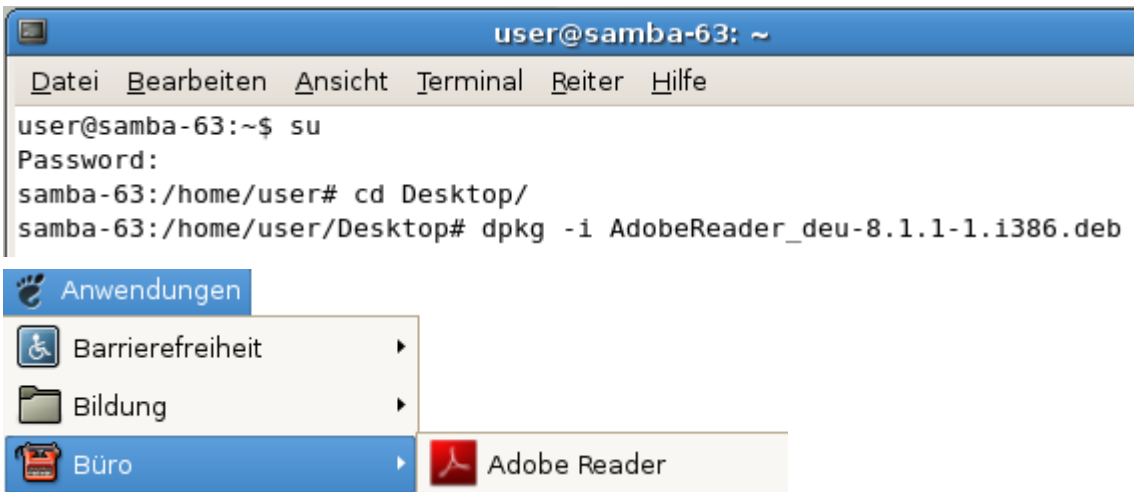 user@samba-63: ~
Datei Bearbeiten Ansicht Terminal Reiter Hilfe
user@samba-63:~$ su
Password:
samba-63:/home/user# cd Desktop/
samba-63:/home/user/Desktop# dpkg -i AdobeReader_deu-8.1.1-1.i386.deb
Anwendungen
Barrierefreiheit
Bildung
Büro
Adobe Reader